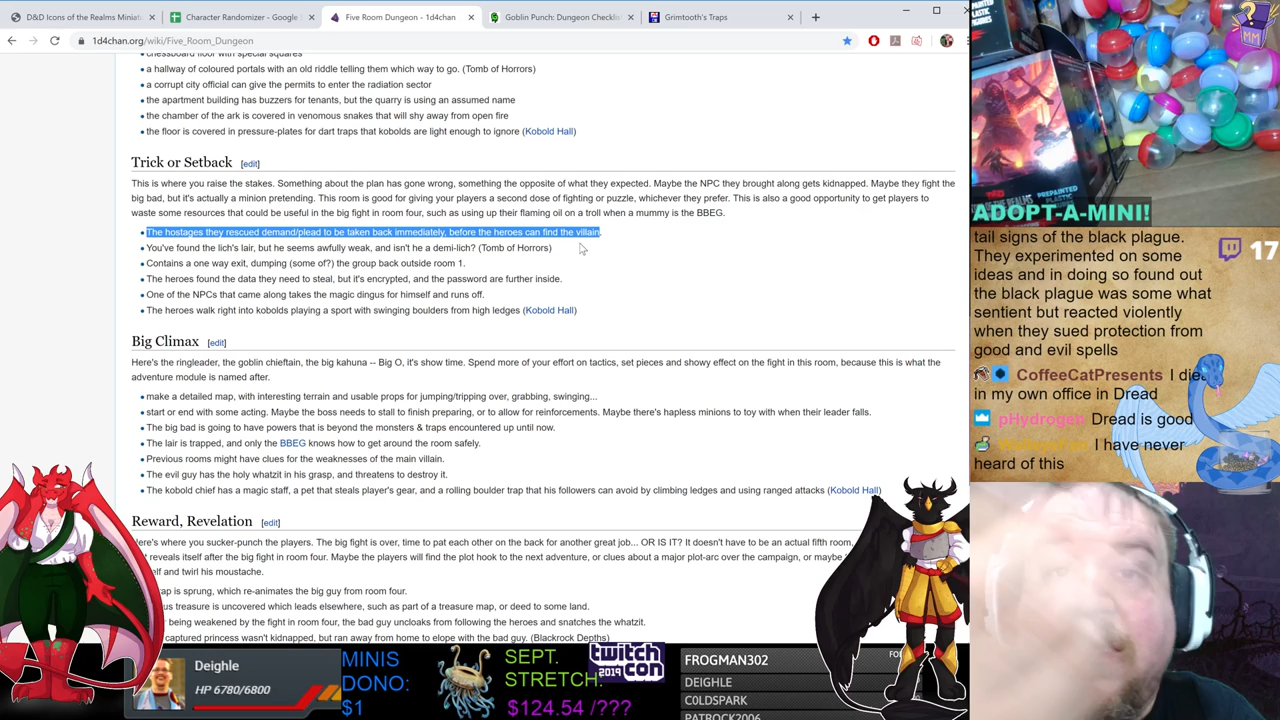 D&D Icons of the Realms Miniat
Character Randomizer - Google
Five Room Dungeon - 1d4chan
Goblin Punch: Dungeon Checklis
Grimtooth's Traps
1d4chan.org/wiki/Five_Room_Dungeon
chessboard floor with special squares
a hallway of coloured portals with an old riddle telling them which way to go. (Tomb of Horrors)
a corrupt city official can give the permits to enter the radiation sector
the apartment building has buzzers for tenants, but the quarry is using an assumed name
the chamber of the ark is covered in venomous snakes that will shy away from open fire
the floor is covered in pressure-plates for dart traps that kobolds are light enough to ignore (Kobold Hall)
Trick or Setback [edit]
This is where you raise the stakes. Something about the plan has gone wrong, something the opposite of what they expected. Maybe the NPC they brought along gets kidnapped. Maybe they fight the
big bad, but it's actually a minion pretending. This room is good for giving your players a second dose of fighting or puzzle, whichever they prefer. This is also a good opportunity to get players to
waste some resources that could be useful in the big fight in room four, such as using up their flaming oil on a troll when a mummy is the BBEG.
The hostages they rescued demand/plead to be taken back immediately, before the heroes can find the villain.
You've found the lich's lair, but he seems awfully weak, and isn't he a demi-lich? (Tomb of Horrors)
Contains a one way exit, dumping (some of?) the group back outside room 1.
The heroes found the data they need to steal, but it's encrypted, and the password are further inside.
One of the NPCs that came along takes the magic dingus for himself and runs off.
The heroes walk right into kobolds playing a sport with swinging boulders from high ledges (Kobold Hall)
Big Climax [edit]
Here's the ringleader, the goblin chieftain, the big kahuna -- Big O, it's show time. Spend more of your effort on tactics, set pieces and showy effect on the fight in this room, because this is what the
adventure module is named after.
make a detailed map, with interesting terrain and usable props for jumping/tripping over, grabbing, swinging...
start or end with some acting. Maybe the boss needs to stall to finish preparing, or to allow for reinforcements. Maybe there's hapless minions to toy with when their leader falls.
The big bad is going to have powers that is beyond the monsters & traps encountered up until now.
The lair is trapped, and only the BBEG knows how to get around the room safely.
Previous rooms might have clues for the weaknesses of the main villain.
The evil guy has the holy whatzit in his grasp, and threatens to destroy it.
The kobold chief has a magic staff, a pet that steals player's gear, and a rolling boulder trap that his followers can avoid by climbing ledges and using ranged attacks (Kobold Hall)
Reward, Revelation [edit]
ere's where you sucker-punch the players. The big fight is over, time to pat each other on the back for another great job... OR IS IT? It doesn't have to be an actual fifth room.
t reveals itself after the big fight in room four. Maybe the players will find the plot hook to the next adventure, or clues about a major plot-arc over the campaign, or maybe
elf and twirl his moustache.
ap is sprung, which re-animates the big guy from room four.
us treasure is uncovered which leads elsewhere, such as part of a treasure map, or deed to some land.
being weakened by the fight in room four, the bad guy uncloaks from following the heroes and snatches the whatzit.
captured princess wasn't kidnapped, but ran away from home to elope with the bad guy. (Blackrock Depths)
MM
PREPAINTED
PLASTIC
FIGURES
ADOPT-A-MINI!
17
tail signs of the black plague.
They experimented on some
ideas and in doing so found out
the black plague was some what
sentient but reacted violently
when they sued protection from
good and evil spells
CoffeeCatPresents I die
in my own office in Dread
pHydrogen Dread is good
I have never
heard of this
Deighle
HP 6780/6800
MINIS
DONO:
$1
SEPT.
STRETCH:
$124.54 /???
twitch
con
2019
FROGMAN302
FO
DEIGHLE
C0LDSPARK
PATROCK2006